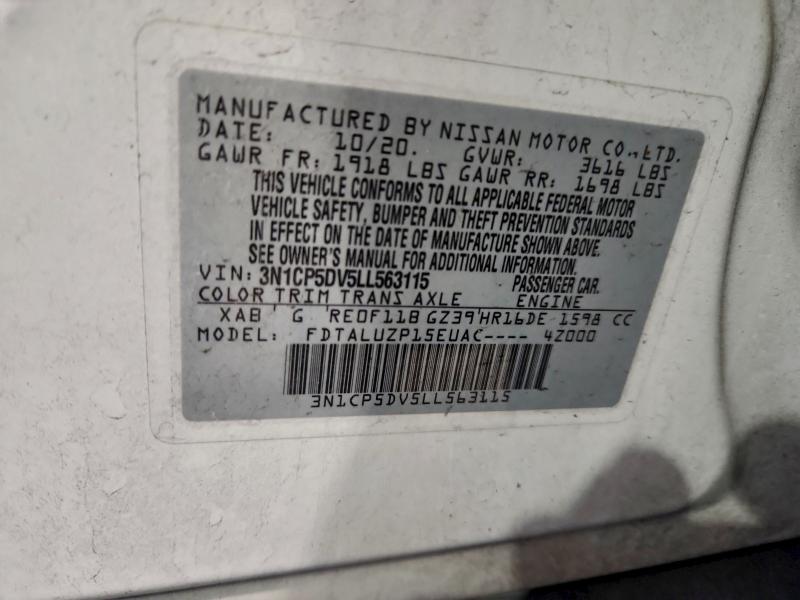 MANUFACTURED BY NISSAN MOTOR CO.,LTD.
DATE: 10/20. GVWR: 3616 LBS
GAWR FR: 1918 LBS GAWR RR: 1698 LBS
THIS VEHICLE CONFORMS TO ALL APPLICABLE FEDERAL MOTOR
VEHICLE SAFETY, BUMPER AND THEFT PREVENTION STANDARDS
IN EFFECT ON THE DATE OF MANUFACTURE SHOWN ABOVE.
SEE OWNER'S MANUAL FOR ADDITIONAL INFORMATION.
VIN: 3N1CP5DV5LL563115 PASSENGER CAR.
COLOR TRIM TRANS AXLE ENGINE
XAB G RE0F11B GZ39 HR16DE 1598 CC
MODEL: FDTALUZP15EUAC---- 4Z000
3N1CP5DV5LL563115